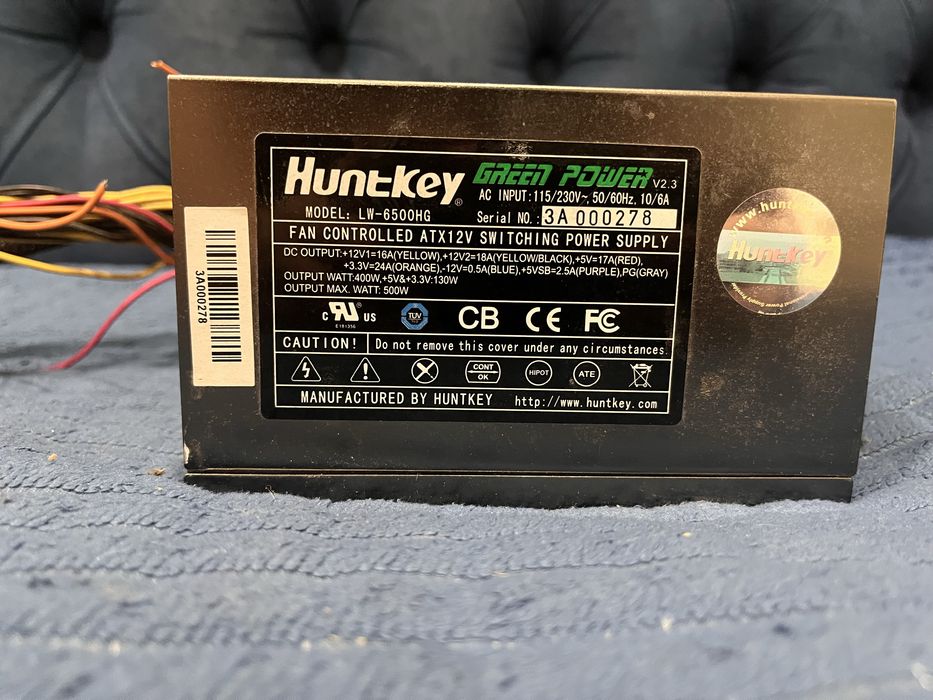 Huntkey® GREEN POWER V2.3
AC INPUT:115/230V~, 50/60Hz, 10/6A
MODEL: LW-6500HG Serial NO.: 3A000278
FAN CONTROLLED ATX12V SWITCHING POWER SUPPLY
DC OUTPUT:+12V1=16A(YELLOW),+12V2=18A(YELLOW/BLACK),+5V=17A(RED),
+3.3V=24A(ORANGE),-12V=0.5A(BLUE),+5VSB=2.5A(PURPLE),PG(GRAY)
OUTPUT WATT:400W,+5V&+3.3V:130W
OUTPUT MAX. WATT: 500W
c RU US TUV CB CE FC
E181356
CAUTION! Do not remove this cover under any circumstances.
CONT OK HIPOT ATE
MANUFACTURED BY HUNTKEY http://www.huntkey.com
3A000278
www.huntkey
Huntkey